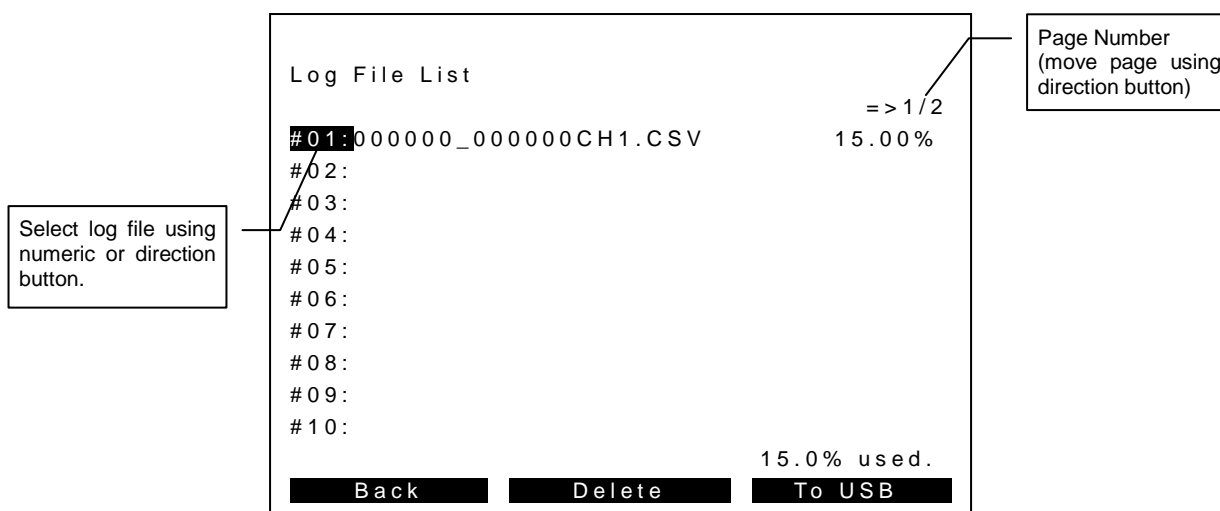 Log File List
=>1/2
#01:000000_000000CH1.CSV 15.00%
#02:
#03:
#04:
#05:
#06:
#07:
#08:
#09:
#10:
15.0% used.
Back Delete To USB
Page Number
(move page using
direction button)
Select log file using
numeric or direction
button.